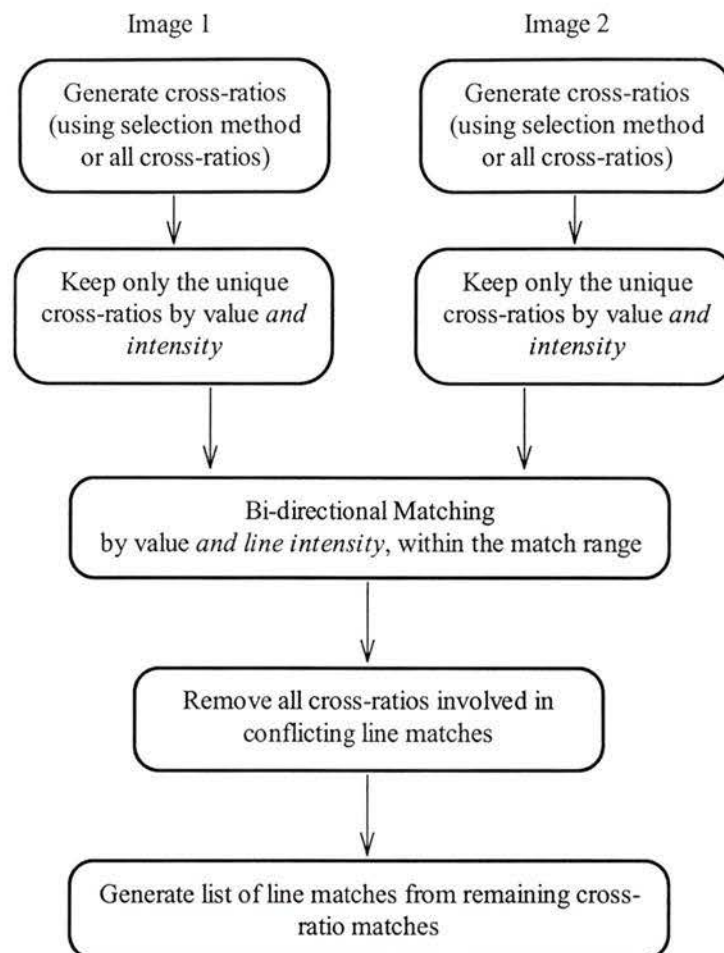 Image 1
Image 2
Generate cross-ratios
(using selection method
or all cross-ratios)
Generate cross-ratios
(using selection method
or all cross-ratios)
Keep only the unique
cross-ratios by value and
intensity
Keep only the unique
cross-ratios by value and
intensity
Bi-directional Matching
by value and line intensity, within the match range
Remove all cross-ratios involved in
conflicting line matches
Generate list of line matches from remaining cross-
ratio matches